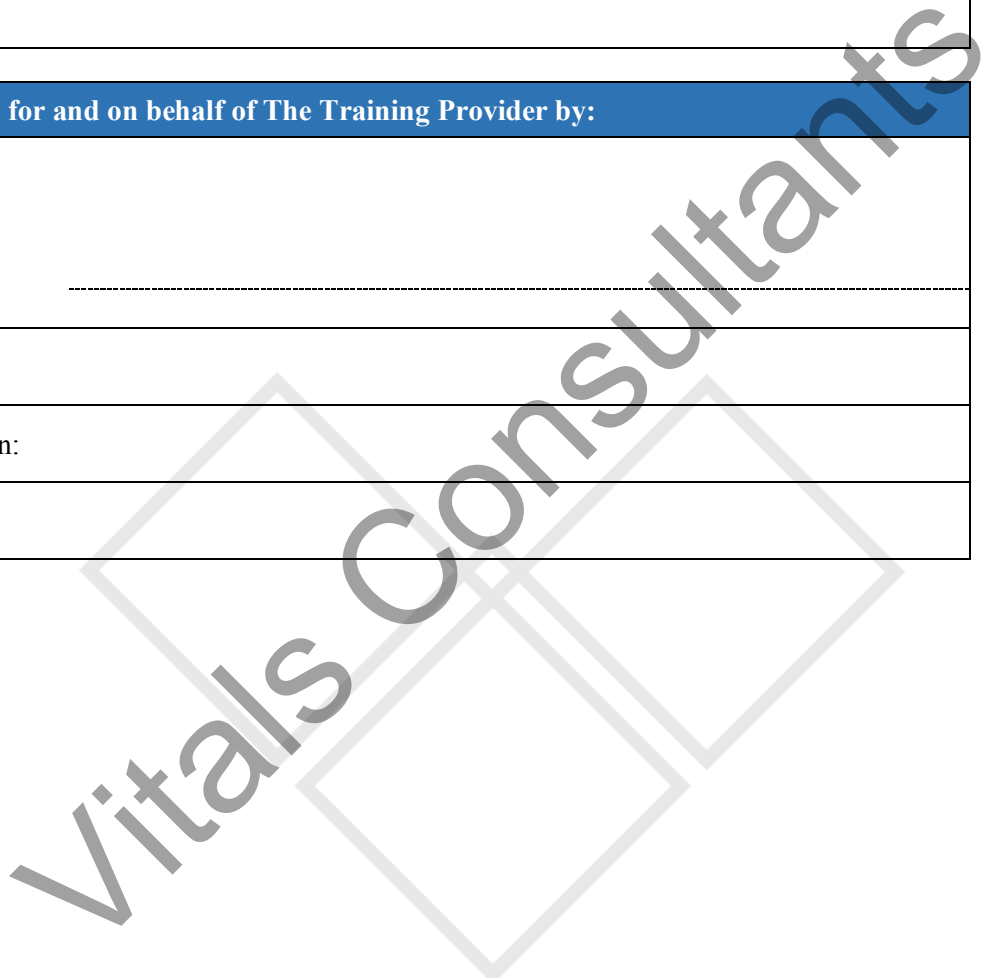 for and on behalf of The Training Provider by:
n:
Vitals Consultants